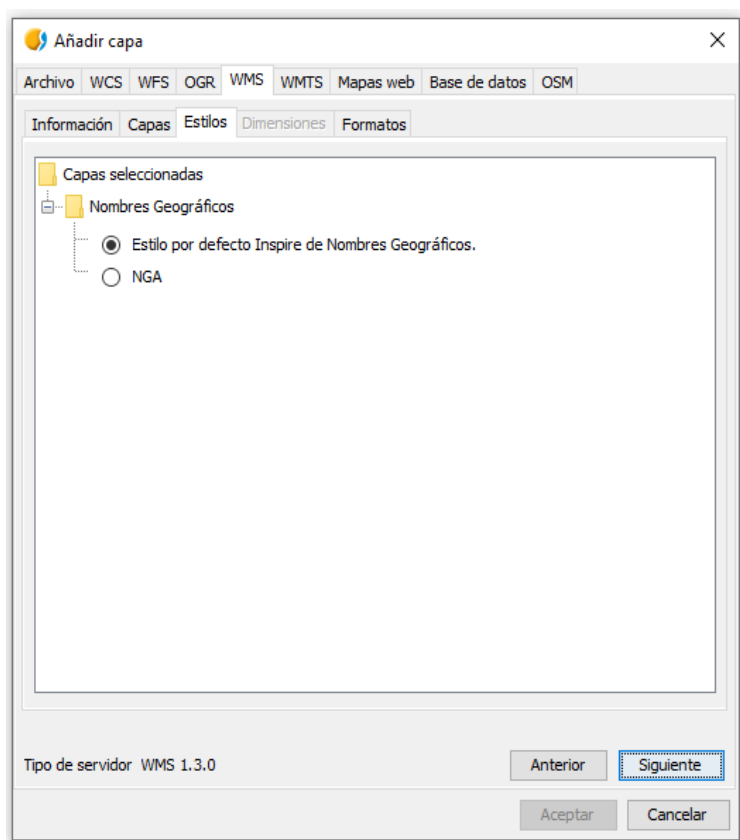 Añadir capa
Archivo WCS WFS OGR WMS WMTS Mapas web Base de datos OSM
Información Capas Estilos Dimensiones Formatos
Capas seleccionadas
Nombres Geográficos
Estilo por defecto Inspire de Nombres Geográficos.
NGA
Tipo de servidor WMS 1.3.0 Anterior Siguiente
Aceptar Cancelar